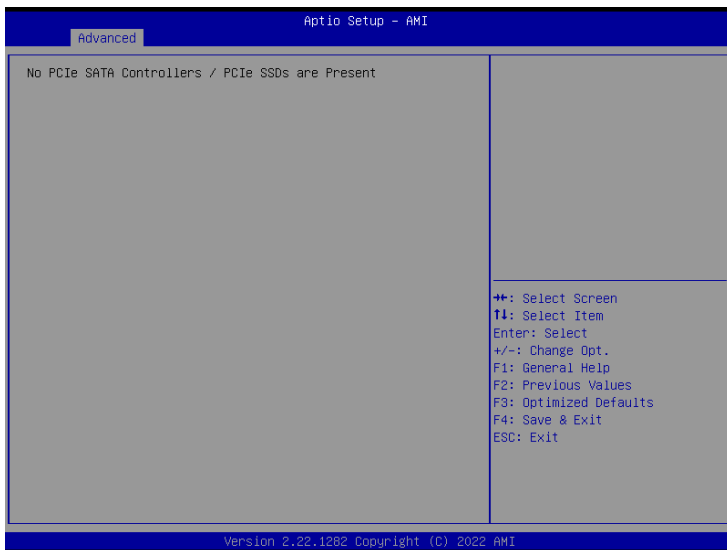 Aptio Setup – AMI
Advanced
No PCIe SATA Controllers / PCIe SSDs are Present
→←: Select Screen
↑↓: Select Item
Enter: Select
+/-: Change Opt.
F1: General Help
F2: Previous Values
F3: Optimized Defaults
F4: Save & Exit
ESC: Exit
Version 2.22.1282 Copyright (C) 2022 AMI